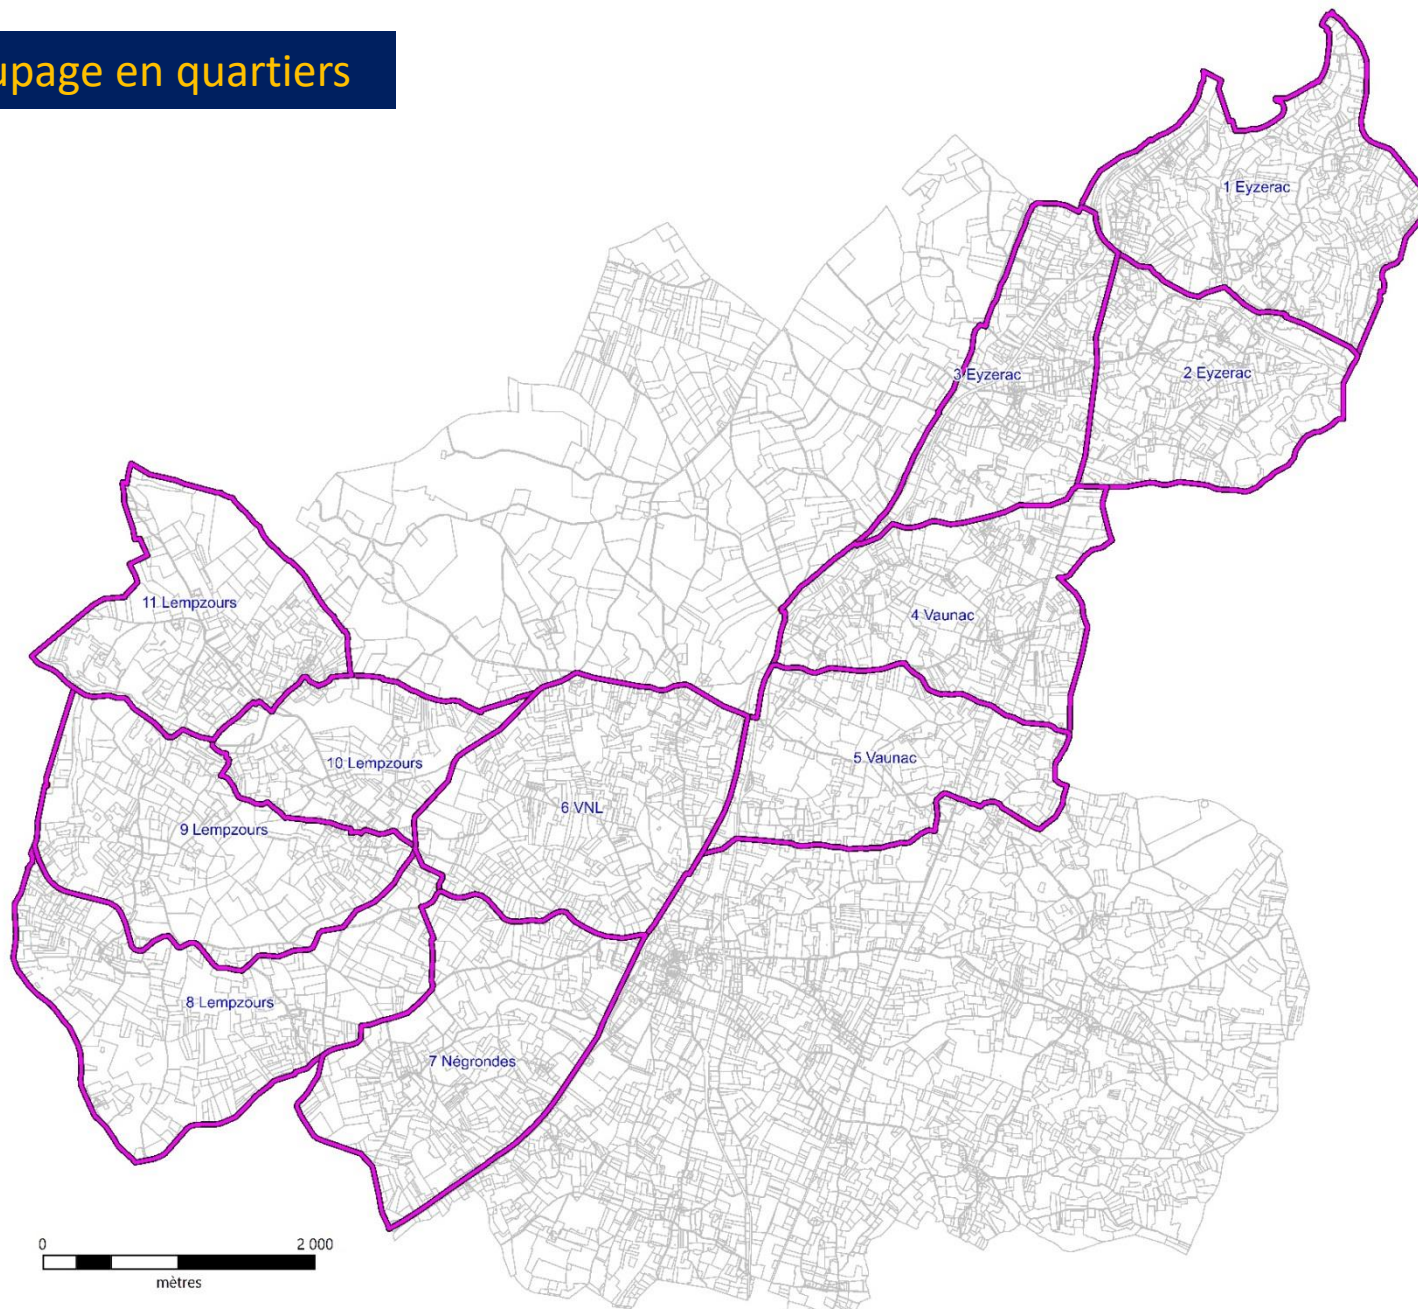 upage en quartiers
1 Eyzerac
2 Eyzerac
3 Eyzerac
11 Lempzours
4 Vaunac
5 Vaunac
10 Lempzours
6 VNL
9 Lempzours
8 Lempzours
7 Négrondes
0 2 000
mètres